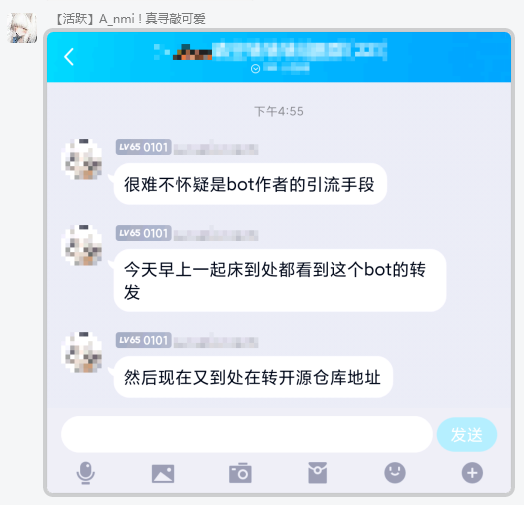 【活跃】A_nmi！真寻敲可爱
下午4:55
LV65 0101
很难不怀疑是bot作者的引流手段
LV65 0101
今天早上一起床到处都看到这个bot的转
发
LV65 0101
然后现在又到处在转开源仓库地址
发送